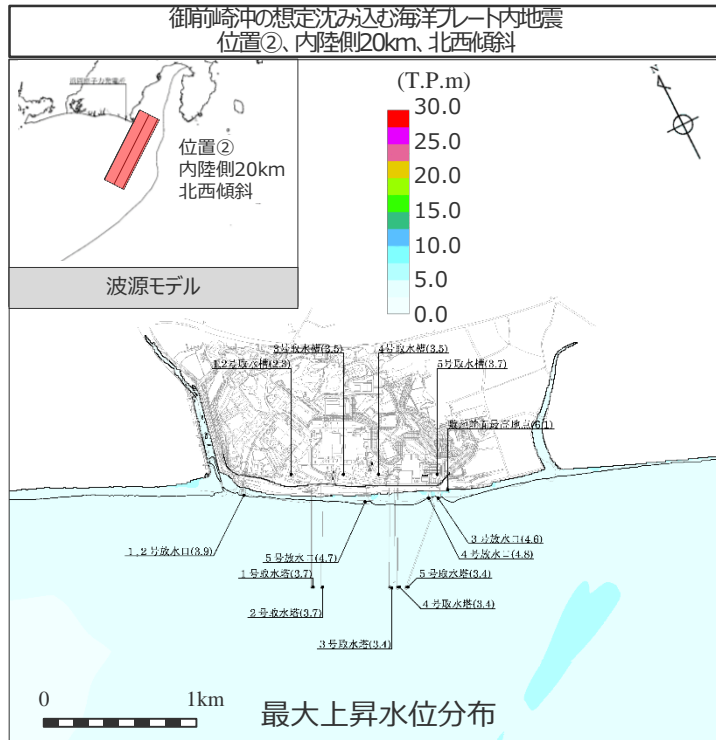 御前崎沖の想定沈み込む海洋プレート内地震
位置②、内陸側20km、北西傾斜
浜岡原子力発電所
位置②
内陸側20km
北西傾斜
波源モデル
(T.P.m)
30.0
25.0
20.0
15.0
10.0
5.0
0.0
N
3号取水槽(3.5)
4号取水槽(3.5)
1,2号取水槽(2.3)
5号取水槽(3.7)
敷地前面最高地点(6.1)
3号放水口(4.6)
1,2号放水口(3.9)
5号放水口(4.7)
4号放水口(4.8)
1号取水塔(3.7)
5号取水塔(3.4)
2号取水塔(3.7)
4号取水塔(3.4)
3号取水塔(3.4)
0
1km
最大上昇水位分布